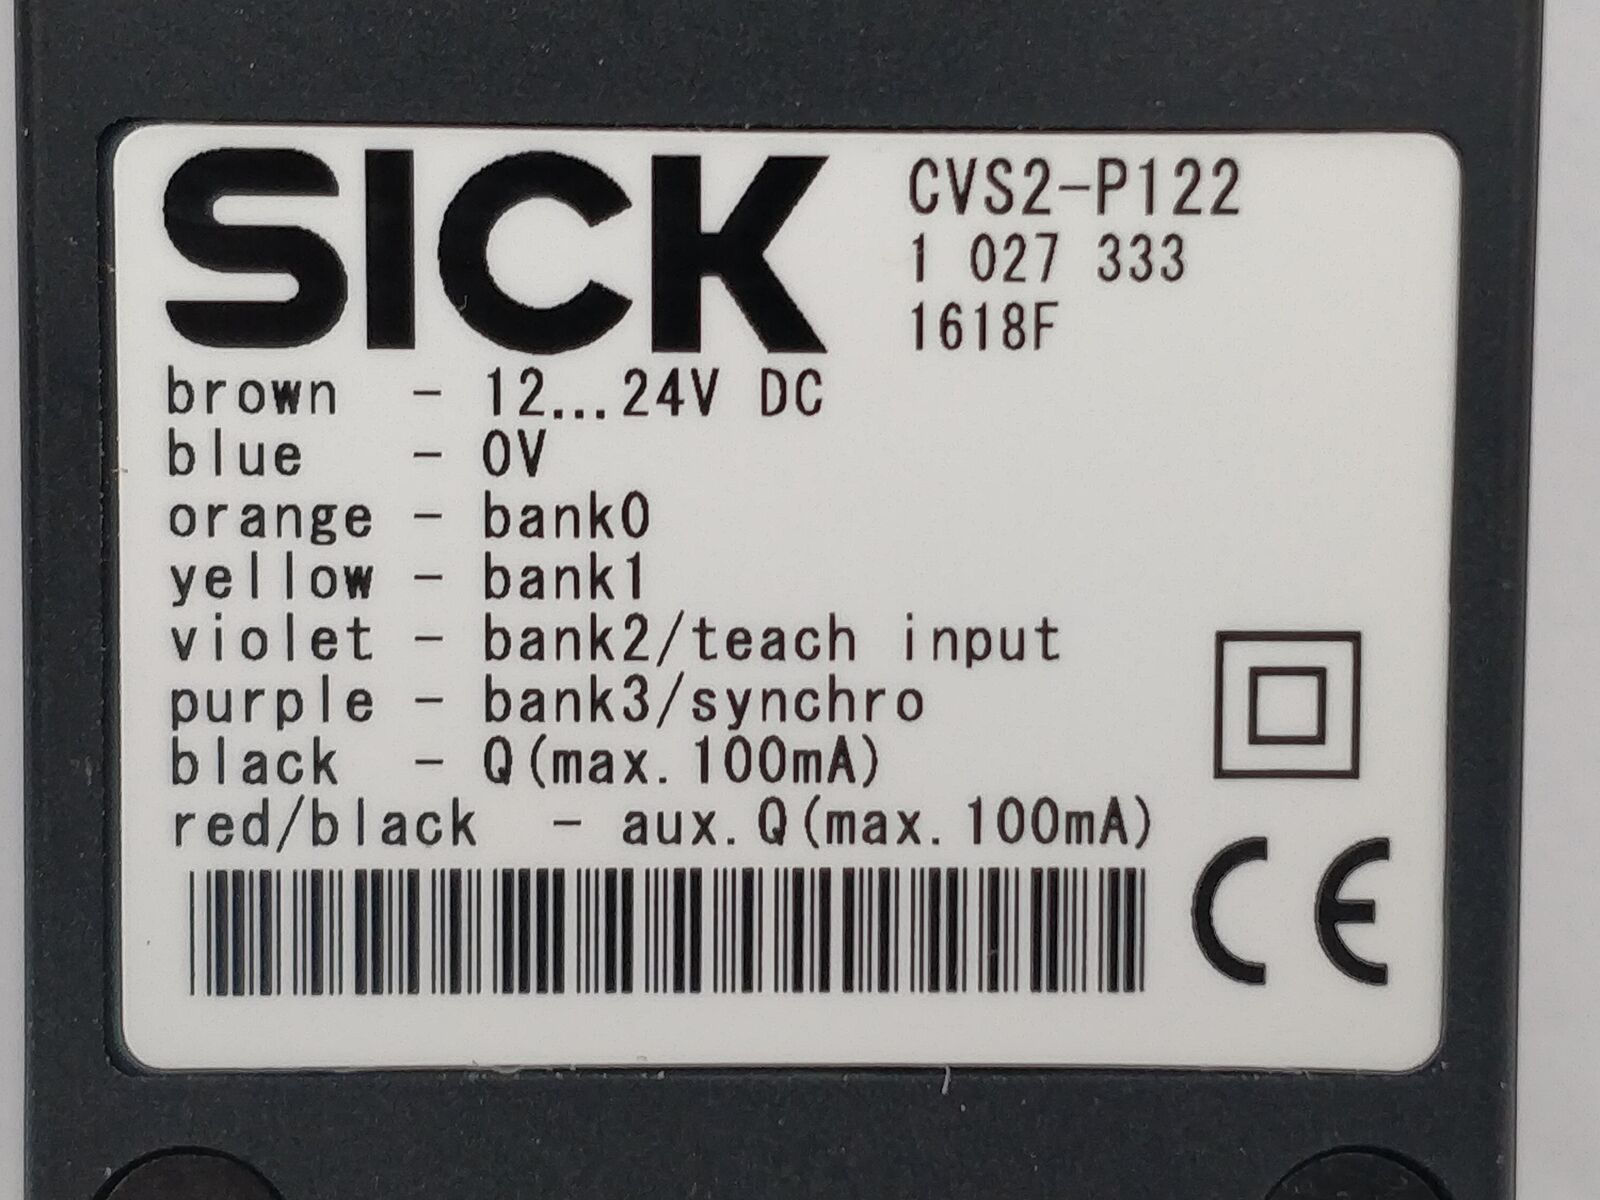 SICK
CVS2-P122
1 027 333
1618F
brown - 12...24V DC
blue - 0V
orange - bank0
yellow - bank1
violet - bank2/teach input
purple - bank3/synchro
black - Q(max.100mA)
red/black - aux.Q(max.100mA)
CE